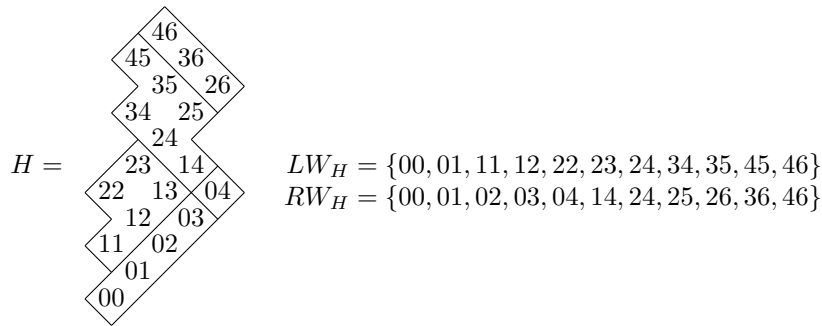 46
45 36
35 26
34 25
24
H =
23 14
22 13 04
12 03
11 02
01
00
LW_H = {00, 01, 11, 12, 22, 23, 24, 34, 35, 45, 46}
RW_H = {00, 01, 02, 03, 04, 14, 24, 25, 26, 36, 46}